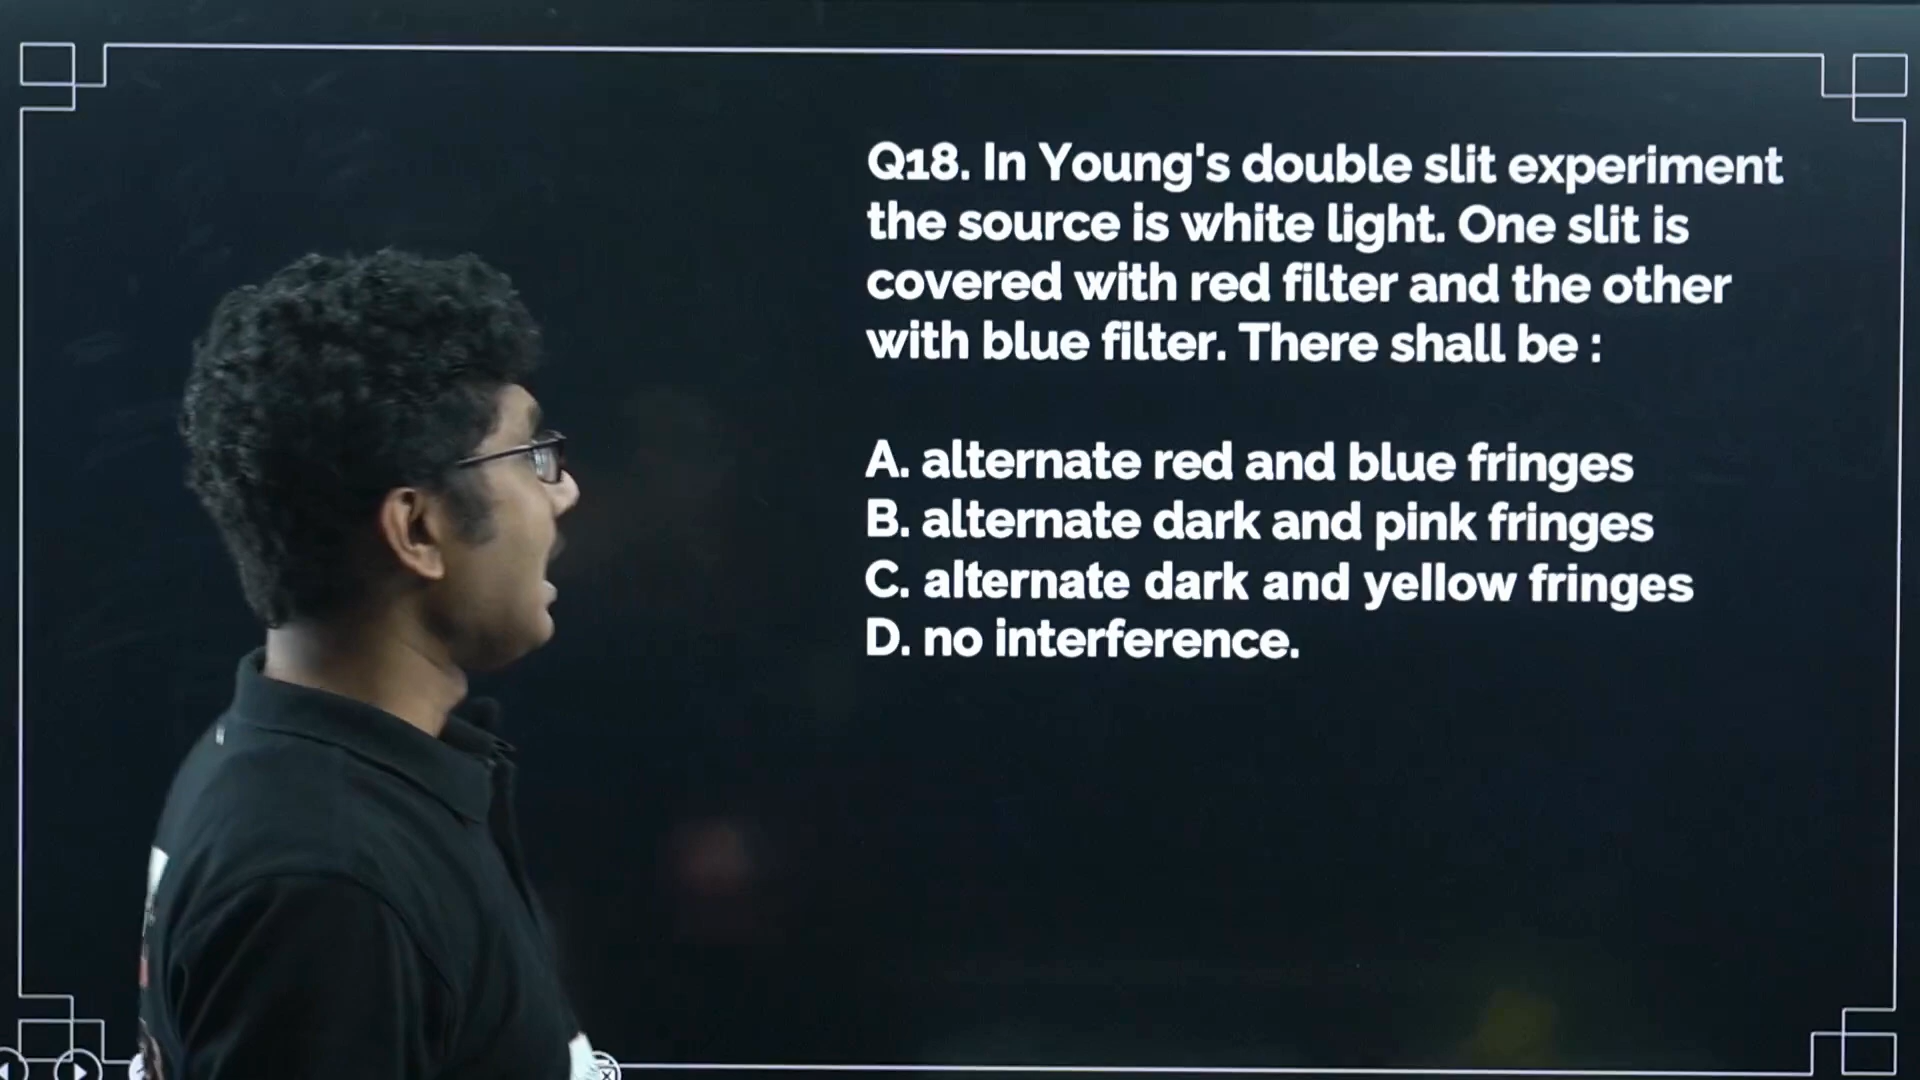 Q18. In Young's double slit experiment
the source is white light. One slit is
covered with red filter and the other
with blue filter. There shall be :
A. alternate red and blue fringes
B. alternate dark and pink fringes
C. alternate dark and yellow fringes
D. no interference.